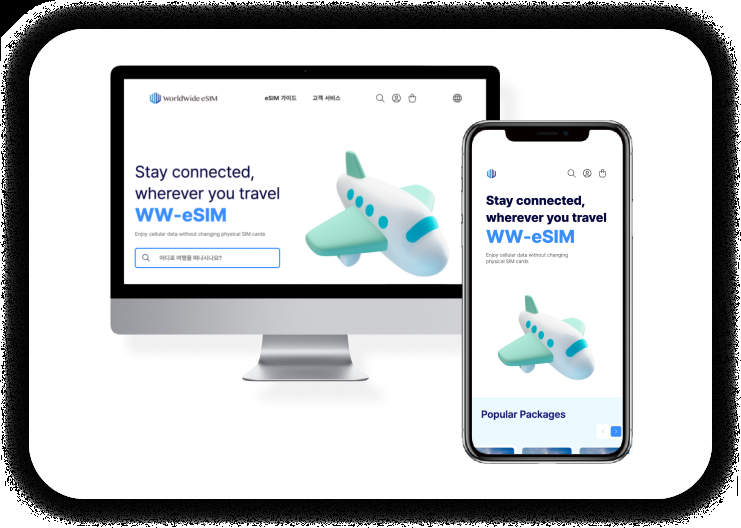 Worldwide eSIM
eSIM 가이드
고객 서비스
Stay connected,
wherever you travel
WW-eSIM
Enjoy cellular data without changing physical SIM cards
어디로 여행을 떠나시나요?
Stay connected,
wherever you travel
WW-eSIM
Enjoy cellular data without changing
physical SIM cards
Popular Packages